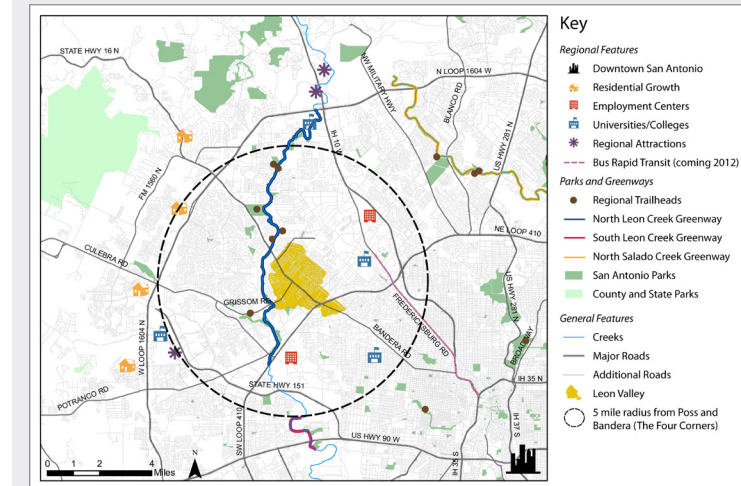 Key
Regional Features
Downtown San Antonio
Residential Growth
Employment Centers
Universities/Colleges
Regional Attractions
Bus Rapid Transit (coming 2012)
Parks and Greenways
Regional Trailheads
North Leon Creek Greenway
South Leon Creek Greenway
North Salado Creek Greenway
San Antonio Parks
County and State Parks
General Features
Creeks
Major Roads
Additional Roads
Leon Valley
5 mile radius from Poss and
Bandera (The Four Corners)
STATE HWY 16 N
NW MILITARY HWY
N LOOP 1604 W
BLANCO RD
US HWY 281 N
IH 10 W
FM 1560 N
NE LOOP 410
CULEBRA RD
GRISSOM RD
US HWY 281 N
FREDERICKSBURG RD
BANDERA RD
BROADWAY
W LOOP 1604 N
STATE HWY 151
IH 35 N
POTRANCO RD
SW LOOP 410
US HWY 90 W
IH 35 S
IH 37 S
0 1 2 4
Miles
N